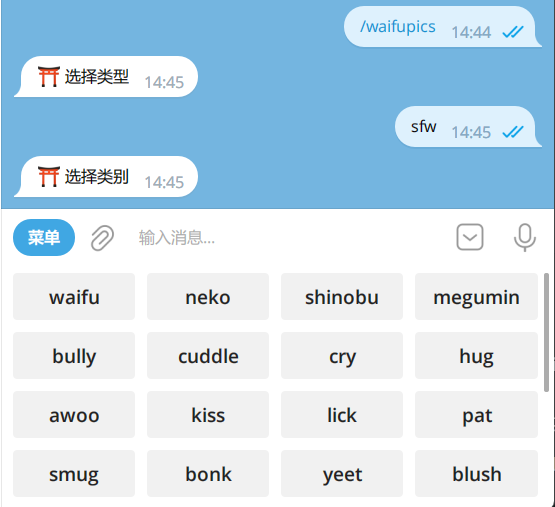 /waifupics 14:44
⛩ 选择类型 14:45
sfw 14:45
⛩ 选择类别 14:45
菜单 输入消息...
waifu neko shinobu megumin
bully cuddle cry hug
awoo kiss lick pat
smug bonk yeet blush